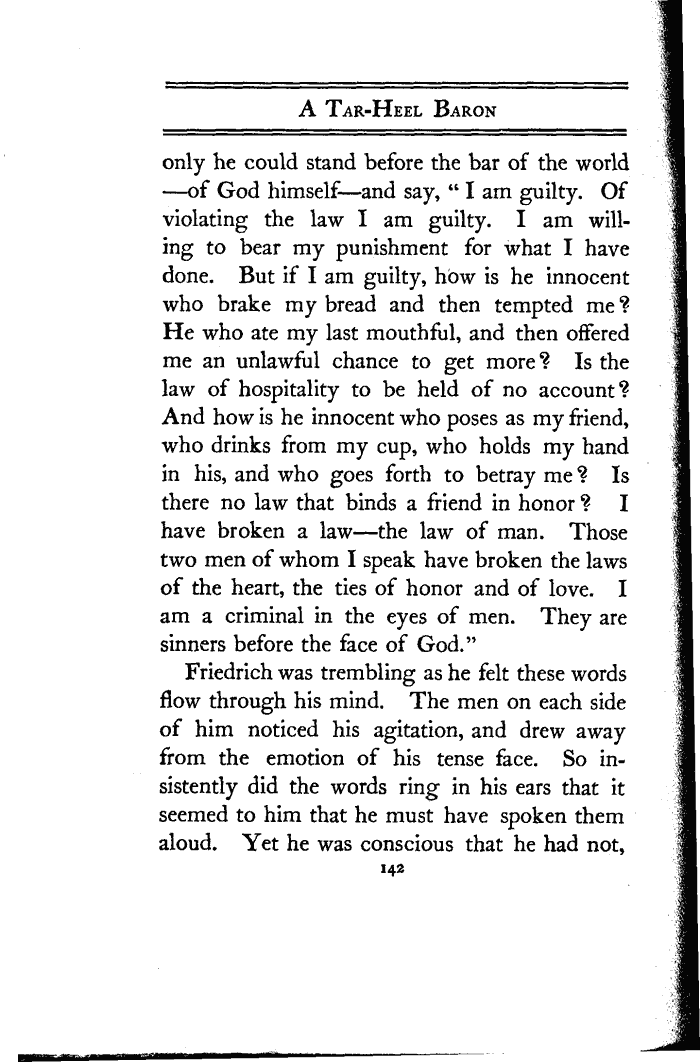 A Tar-Heel Baron
only he could stand before the bar of the world
—of God himself—and say, “ I am guilty. Of
violating the law I am guilty. I am will-
ing to bear my punishment for what I have
done. But if I am guilty, how is he innocent
who brake my bread and then tempted me?
He who ate my last mouthful, and then offered
me an unlawful chance to get more? Is the
law of hospitality to be held of no account?
And how is he innocent who poses as my friend,
who drinks from my cup, who holds my hand
in his, and who goes forth to betray me? Is
there no law that binds a friend in honor? I
have broken a law—the law of man. Those
two men of whom I speak have broken the laws
of the heart, the ties of honor and of love. I
am a criminal in the eyes of men. They are
sinners before the face of God.”
Friedrich was trembling as he felt these words
flow through his mind. The men on each side
of him noticed his agitation, and drew away
from the emotion of his tense face. So in-
sistently did the words ring in his ears that it
seemed to him that he must have spoken them
aloud. Yet he was conscious that he had not,
142